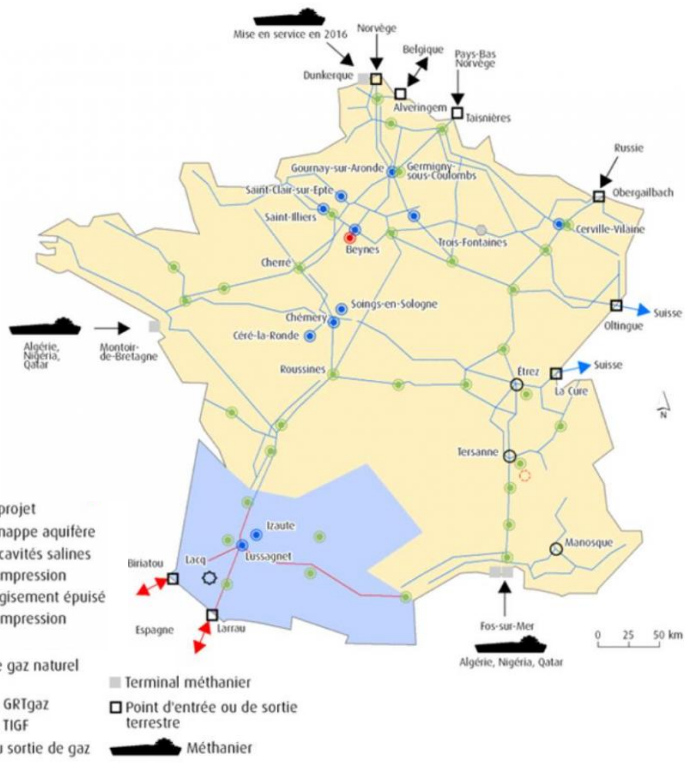 Mise en service en 2016
Norvège
Belgique
Pays-Bas
Norvège
Dunkerque
Alveringem
Taisnières
Russie
Gournay-sur-Aronde
Germigny-
sous-Coulombs
Obergailbach
Saint-Clair-sur-Epte
Saint-Illiers
Cerville-Vilaine
Trois-Fontaines
Beynes
Cherré
Soings-en-Sologne
Chémery
Suisse
Oltingue
Céré-la-Ronde
Algérie,
Nigéria,
Qatar
Montoir-
de-Bretagne
Roussines
Étrez
Suisse
La Cure
N
Tersanne
projet
nappe aquifère
cavités salines
mpression
gisement épuisé
mpression
Izaute
Lacq
Lussagnet
Manosque
Biriatou
Espagne
Larrau
Fos-sur-Mer
0 25 50 km
Algérie, Nigéria, Qatar
e gaz naturel
Terminal méthanier
GRTgaz
TIGF
Point d'entrée ou de sortie
terrestre
u sortie de gaz
Méthanier